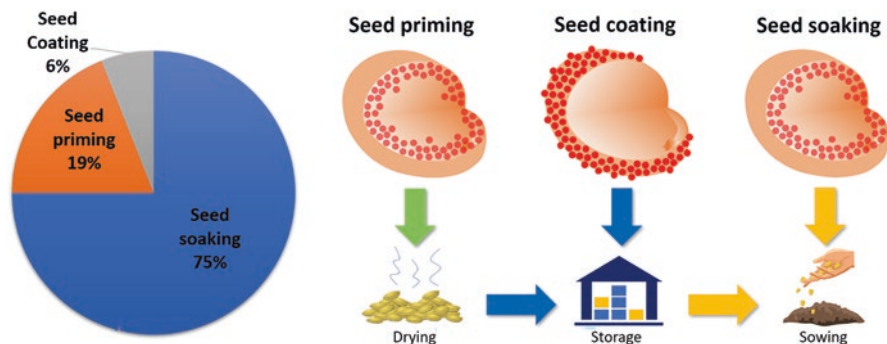 Seed
Coating
6%
Seed
priming
19%
Seed
soaking
75%
Seed priming
Seed coating
Seed soaking
Drying
Storage
Sowing